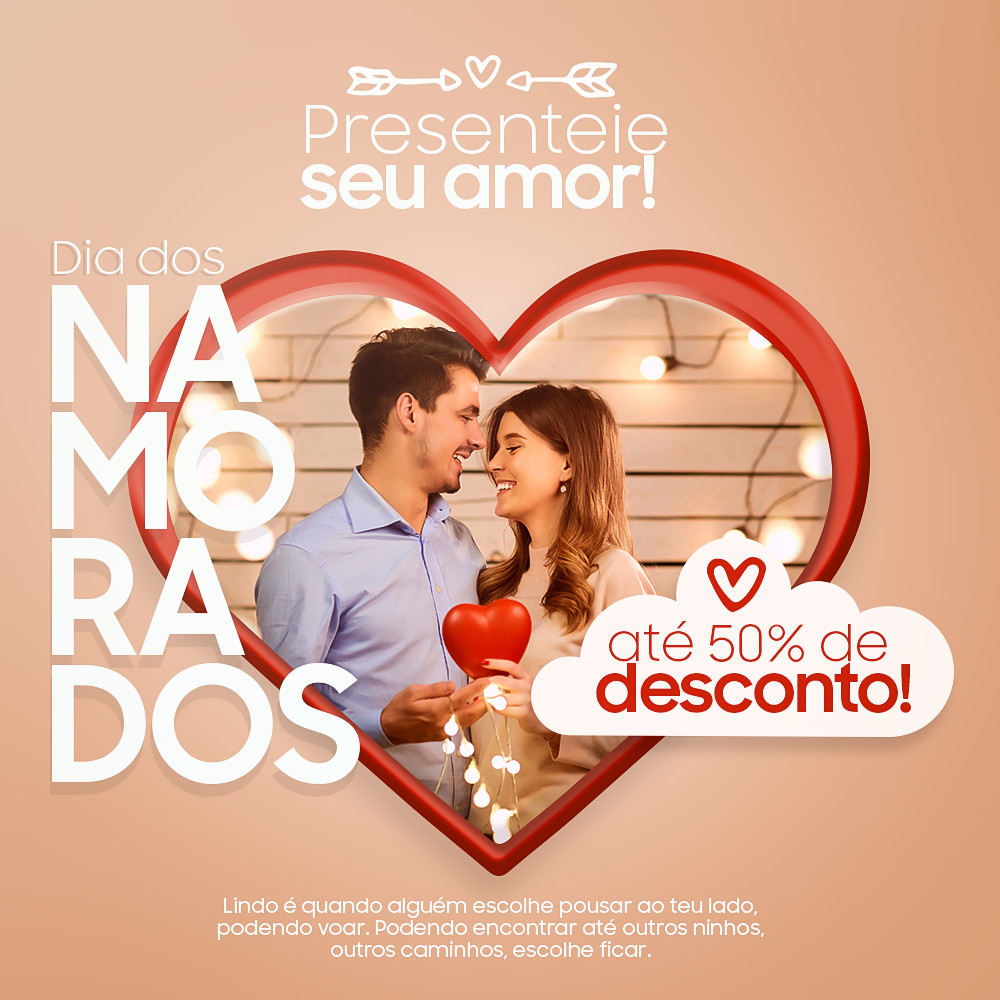 Presenteie
seu amor!
Dia dos
NA
MO
RA
DOS
até 50% de
desconto!
Lindo é quando alguém escolhe pousar ao teu lado,
podendo voar. Podendo encontrar até outros ninhos,
outros caminhos, escolhe ficar.